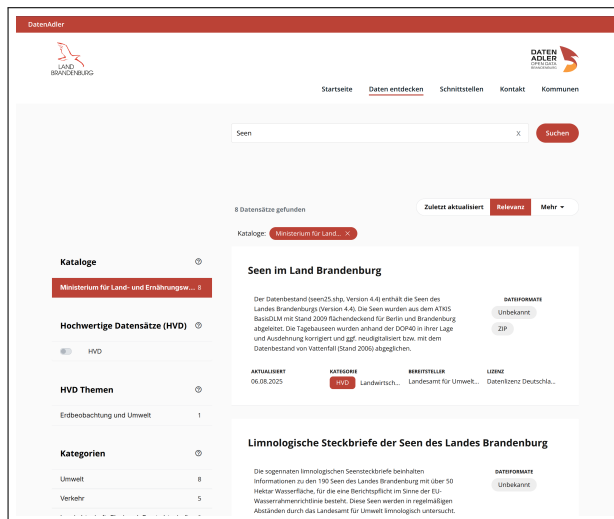 DatenAdler
LAND
BRANDENBURG
DATEN
ADLER
OPEN DATA
BRANDENBURG
Startseite Daten entdecken Schnittstellen Kontakt Kommunen
Seen X Suchen
8 Datensätze gefunden Zuletzt aktualisiert Relevanz Mehr
Kataloge: Ministerium für Land... ×
Kataloge
Ministerium für Land- und Ernährungsw... 8
Hochwertige Datensätze (HVD)
HVD
HVD Themen
Erdbeobachtung und Umwelt 1
Kategorien
Umwelt 8
Verkehr 5
Seen im Land Brandenburg
Der Datenbestand (seen25.shp, Version 4.4) enthält die Seen des
Landes Brandenburgs (Version 4.4). Die Seen wurden aus dem ATKIS
BasisDLM mit Stand 2009 flächendeckend für Berlin und Brandenburg
abgeleitet. Die Tagebauseen wurden anhand der DOP40 in ihrer Lage
und Ausdehnung korrigiert und ggf. neudigitalisiert bzw. mit dem
Datenbestand von Vattenfall (Stand 2006) abgeglichen.
DATEIFORMATE
Unbekannt
ZIP
AKTUALISIERT KATEGORIE BEREITSTELLER LIZENZ
06.08.2025 HVD Landwirtsch... Landesamt für Umwelt... Datenlizenz Deutschla...
Limnologische Steckbriefe der Seen des Landes Brandenburg
Die sogennaten limnologischen Seensteckbriefe beinhalten
Informationen zu den 190 Seen des Landes Brandenburg mit über 50
Hektar Wasserfläche, für die eine Berichtspflicht im Sinne der EU-
Wasserrahmenrichtlinie besteht. Diese Seen werden in regelmäßigen
Abständen durch das Landesamt für Umwelt limnologisch untersucht.
DATEIFORMATE
Unbekannt